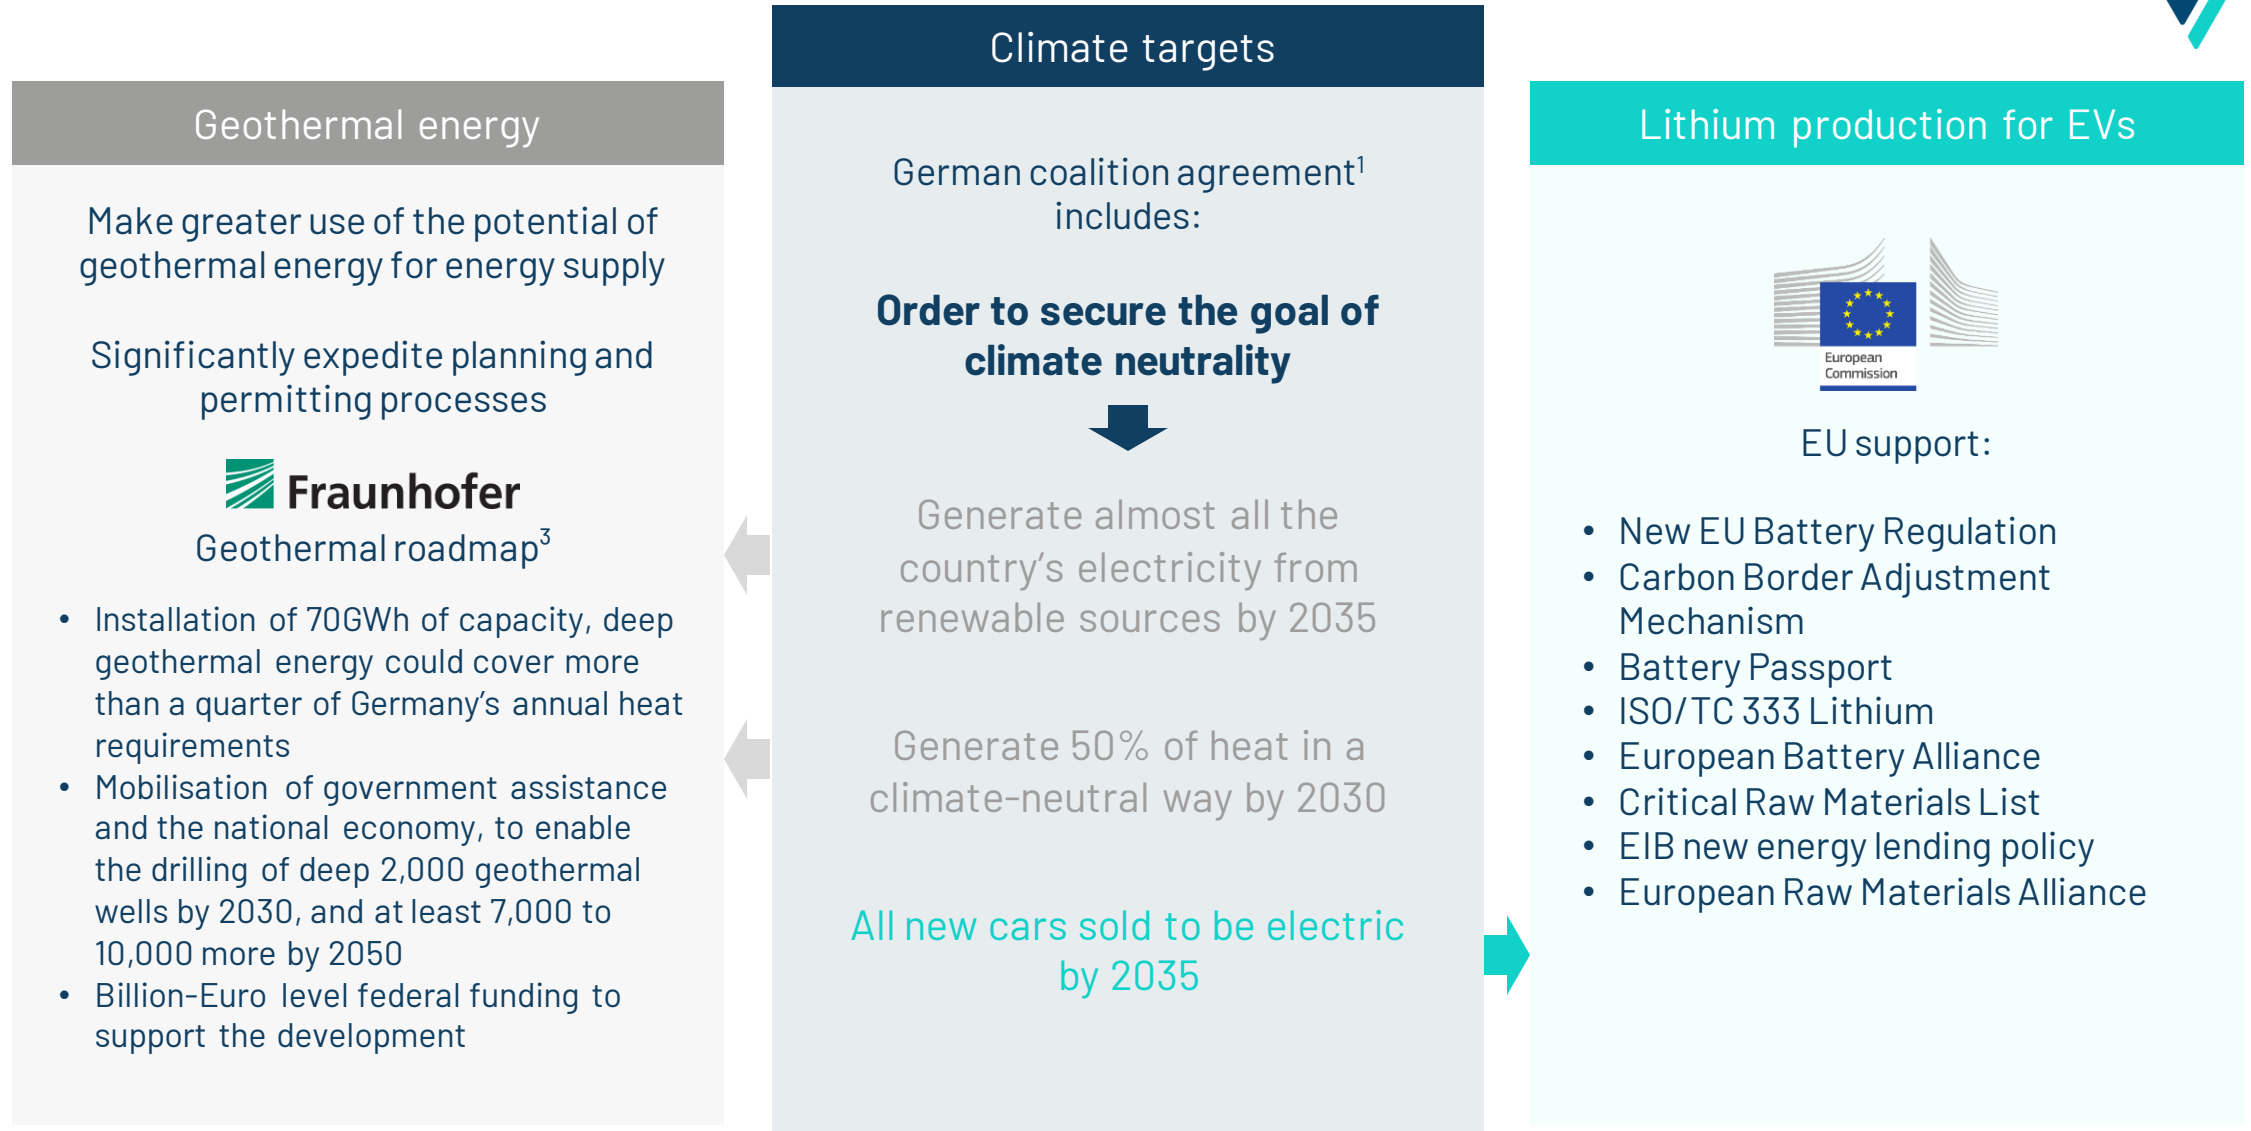 Climate targets
Geothermal energy
Lithium production for EVs
Make greater use of the potential of
geothermal energy for energy supply
Significantly expedite planning and
permitting processes
Fraunhofer
Geothermal roadmap³
• Installation of 70GWh of capacity, deep
geothermal energy could cover more
than a quarter of Germany's annual heat
requirements
• Mobilisation of government assistance
and the national economy, to enable
the drilling of deep 2,000 geothermal
wells by 2030, and at least 7,000 to
10,000 more by 2050
• Billion-Euro level federal funding to
support the development
German coalition agreement¹
includes:
Order to secure the goal of
climate neutrality
Generate almost all the
country's electricity from
renewable sources by 2035
Generate 50% of heat in a
climate-neutral way by 2030
All new cars sold to be electric
by 2035
European
Commission
EU support:
• New EU Battery Regulation
• Carbon Border Adjustment
Mechanism
• Battery Passport
• ISO/TC 333 Lithium
• European Battery Alliance
• Critical Raw Materials List
• EIB new energy lending policy
• European Raw Materials Alliance